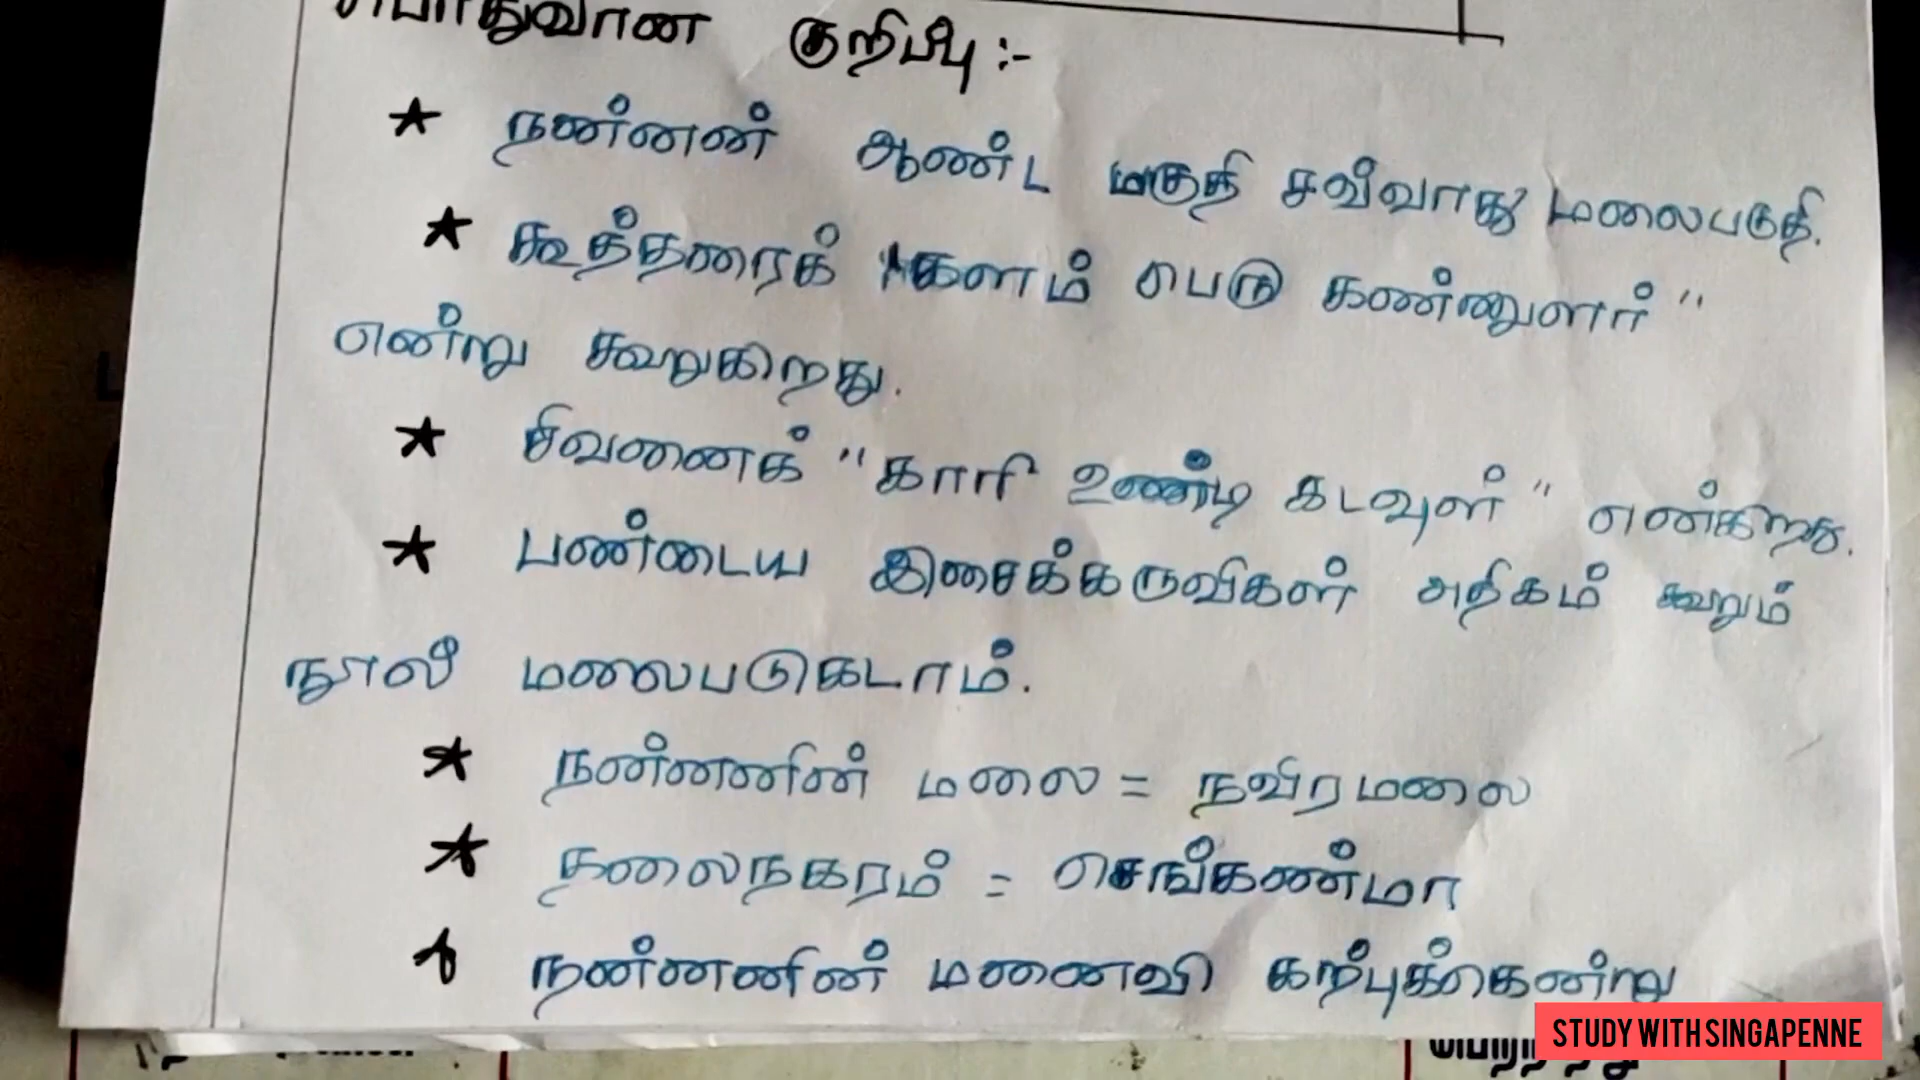 பொதுவான குறிப்பு :-
★ நன்னன் ஆண்ட பகுதி சவ்வாது மலைபகுதி.
★ கூத்தரைக் "களம் பெறு கண்ணுளர்"
என்று கூறுகிறது.
★ சிவனைக் "காரி உண்டி கடவுள்" என்கிறது.
★ பண்டைய இசைக்கருவிகள் அதிகம் கூறும்
நூல் மலைபடுகடாம்.
★ நன்னனின் மலை = நவிரமலை
★ தலைநகரம் = செங்கண்மா
★ நன்னனின் மனைவி கற்புக்கென்று
STUDY WITH SINGAPENNE